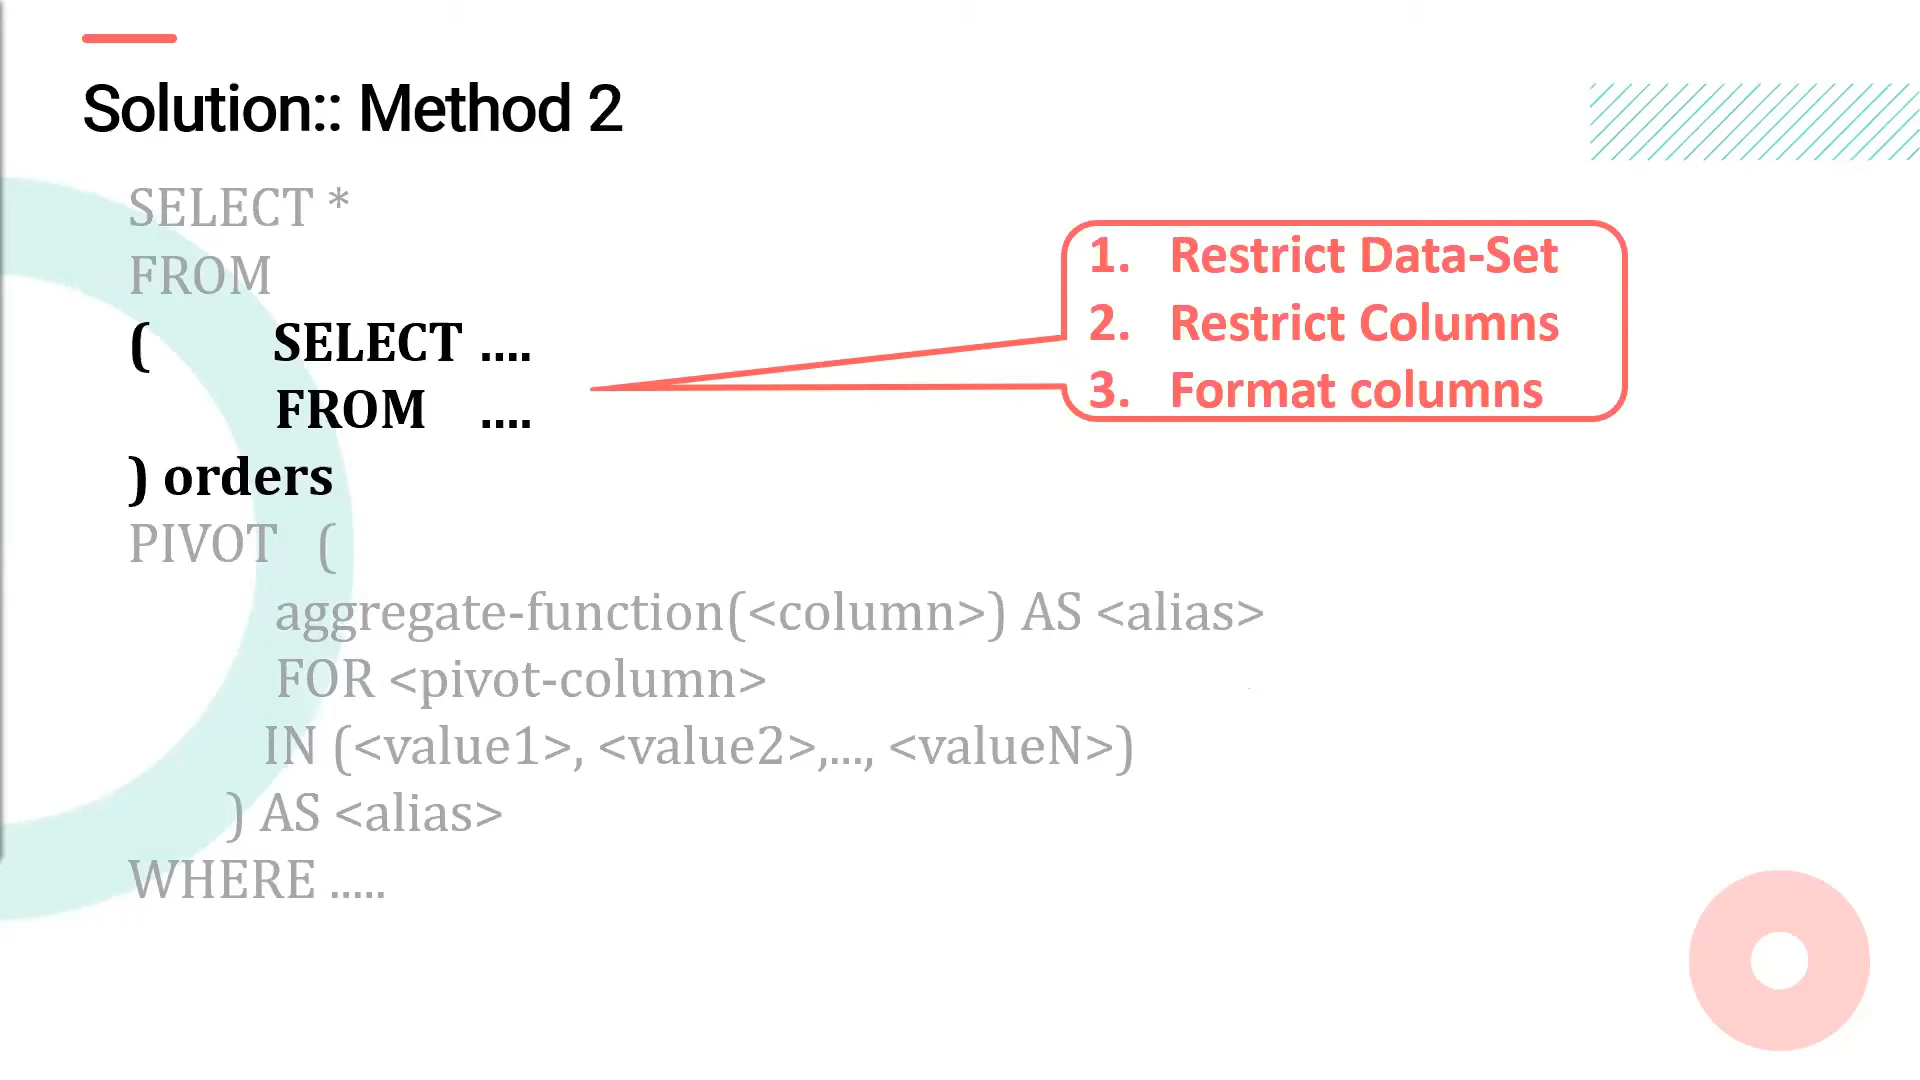 Solution:: Method 2
SELECT *
FROM
( SELECT ....
FROM ....
) orders
PIVOT (
aggregate-function(<column>) AS <alias>
FOR <pivot-column>
IN (<value1>, <value2>,..., <valueN>)
) AS <alias>
WHERE .....
1. Restrict Data-Set
2. Restrict Columns
3. Format columns